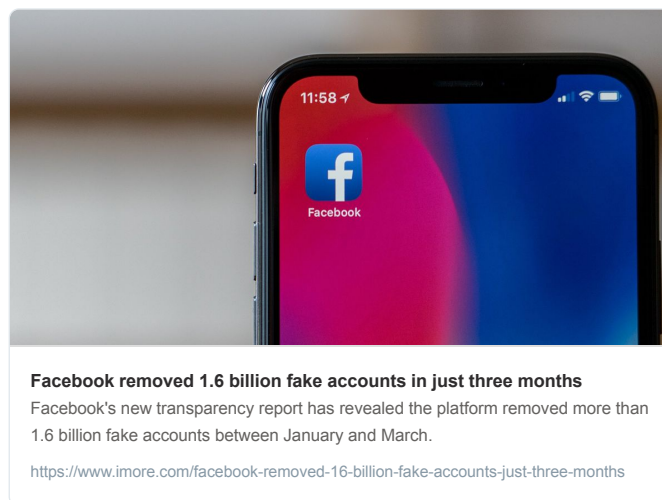 11:58
Facebook
Facebook removed 1.6 billion fake accounts in just three months
Facebook's new transparency report has revealed the platform removed more than
1.6 billion fake accounts between January and March.
https://www.imore.com/facebook-removed-16-billion-fake-accounts-just-three-months